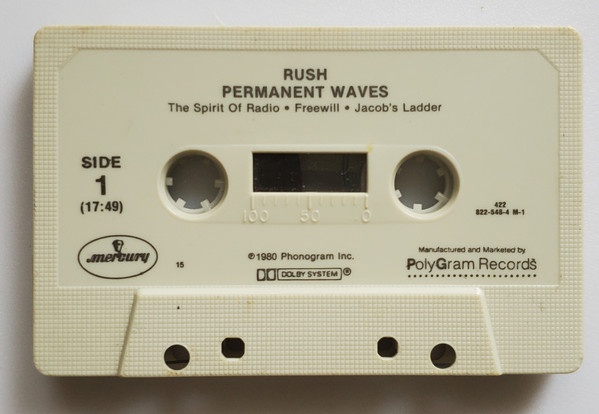 RUSH
PERMANENT WAVES
The Spirit Of Radio • Freewill • Jacob's Ladder
SIDE
1
(17:49)
100 50 0
422
822-548-4 M-1
mercury
15
℗1980 Phonogram Inc.
DOLBY SYSTEM®
Manufactured and Marketed by
PolyGram Records